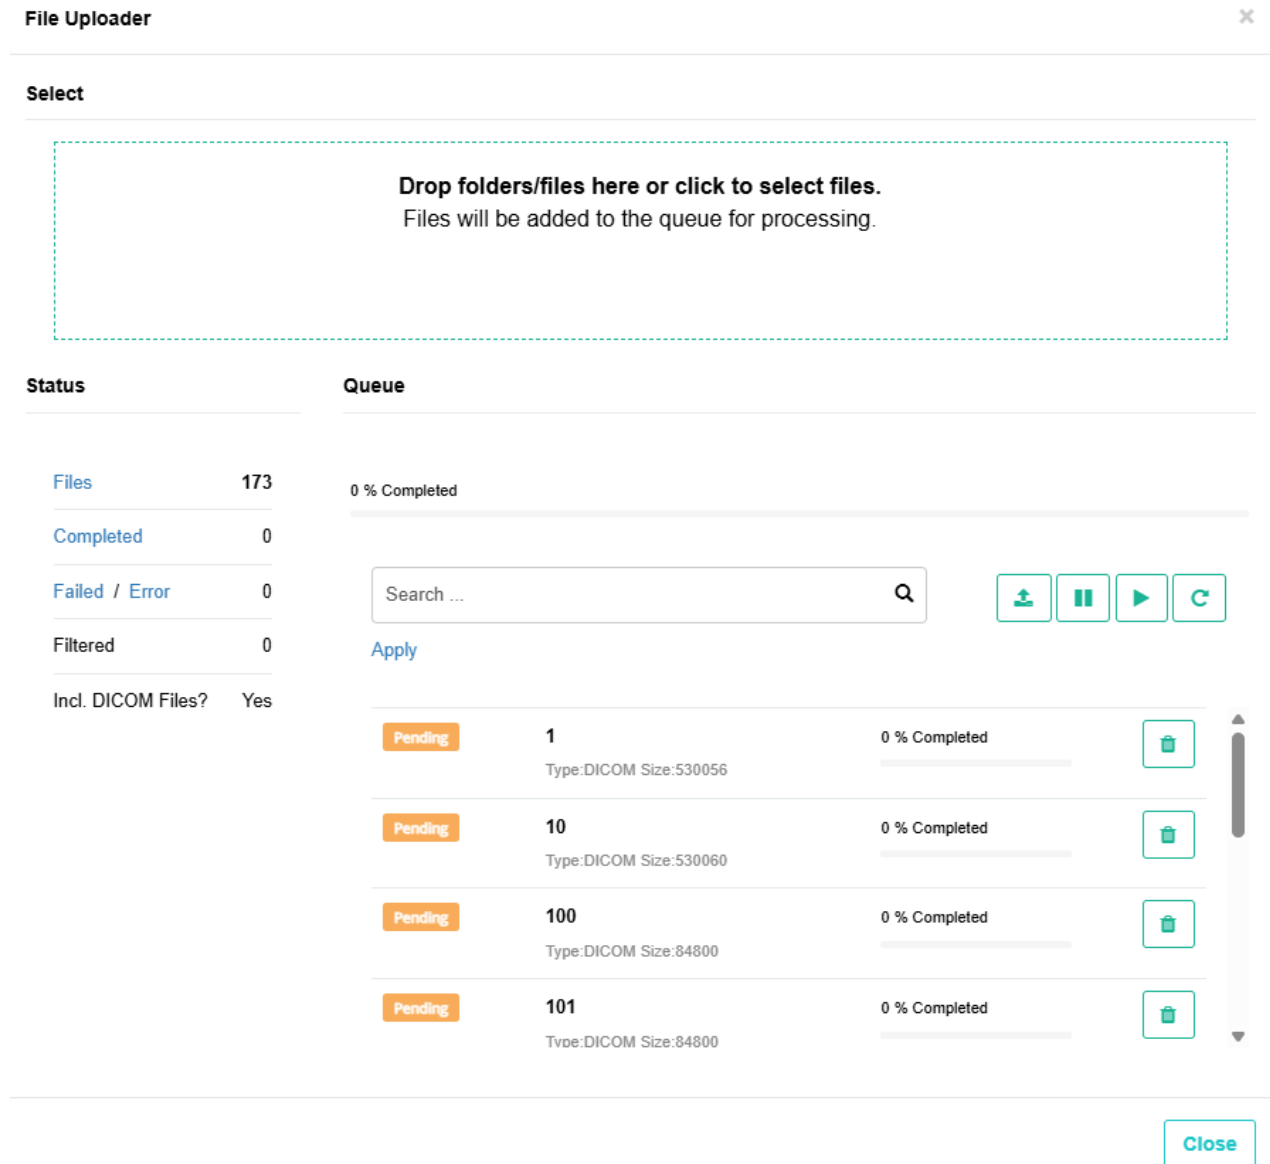 File Uploader
×
Select
Drop folders/files here or click to select files.
Files will be added to the queue for processing.
Status
Queue
Files 173
0 % Completed
Completed 0
Failed / Error 0
Search ...
Filtered 0
Apply
Incl. DICOM Files? Yes
Pending 1 0 % Completed
Type:DICOM Size:530056
Pending 10 0 % Completed
Type:DICOM Size:530060
Pending 100 0 % Completed
Type:DICOM Size:84800
Pending 101 0 % Completed
Type:DICOM Size:84800
Close